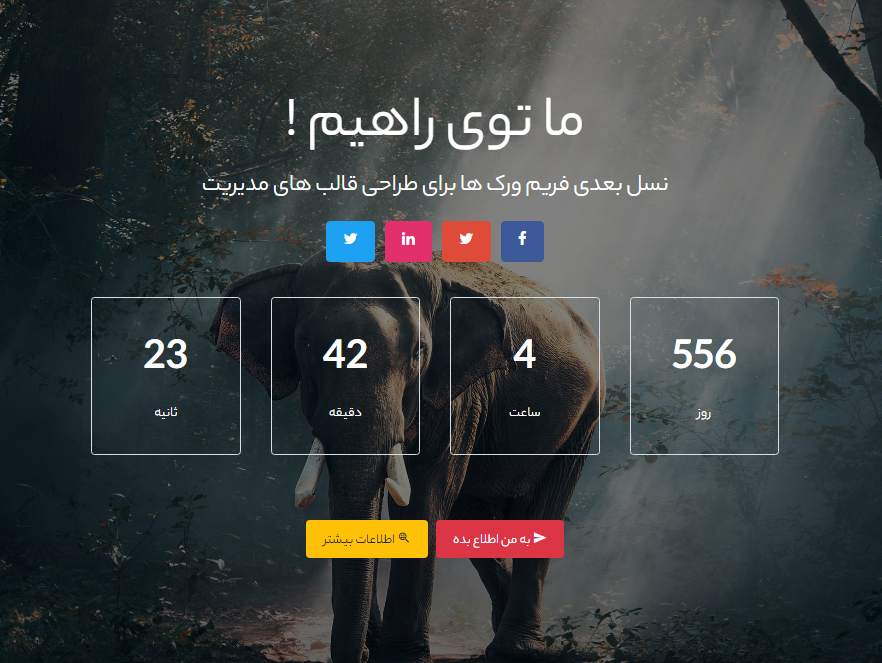 ما توی راهیم !
نسل بعدی فریم ورک ها برای طراحی قالب های مدیریت
556
روز
4
ساعت
42
دقیقه
23
ثانیه
به من اطلاع بده
اطلاعات بیشتر